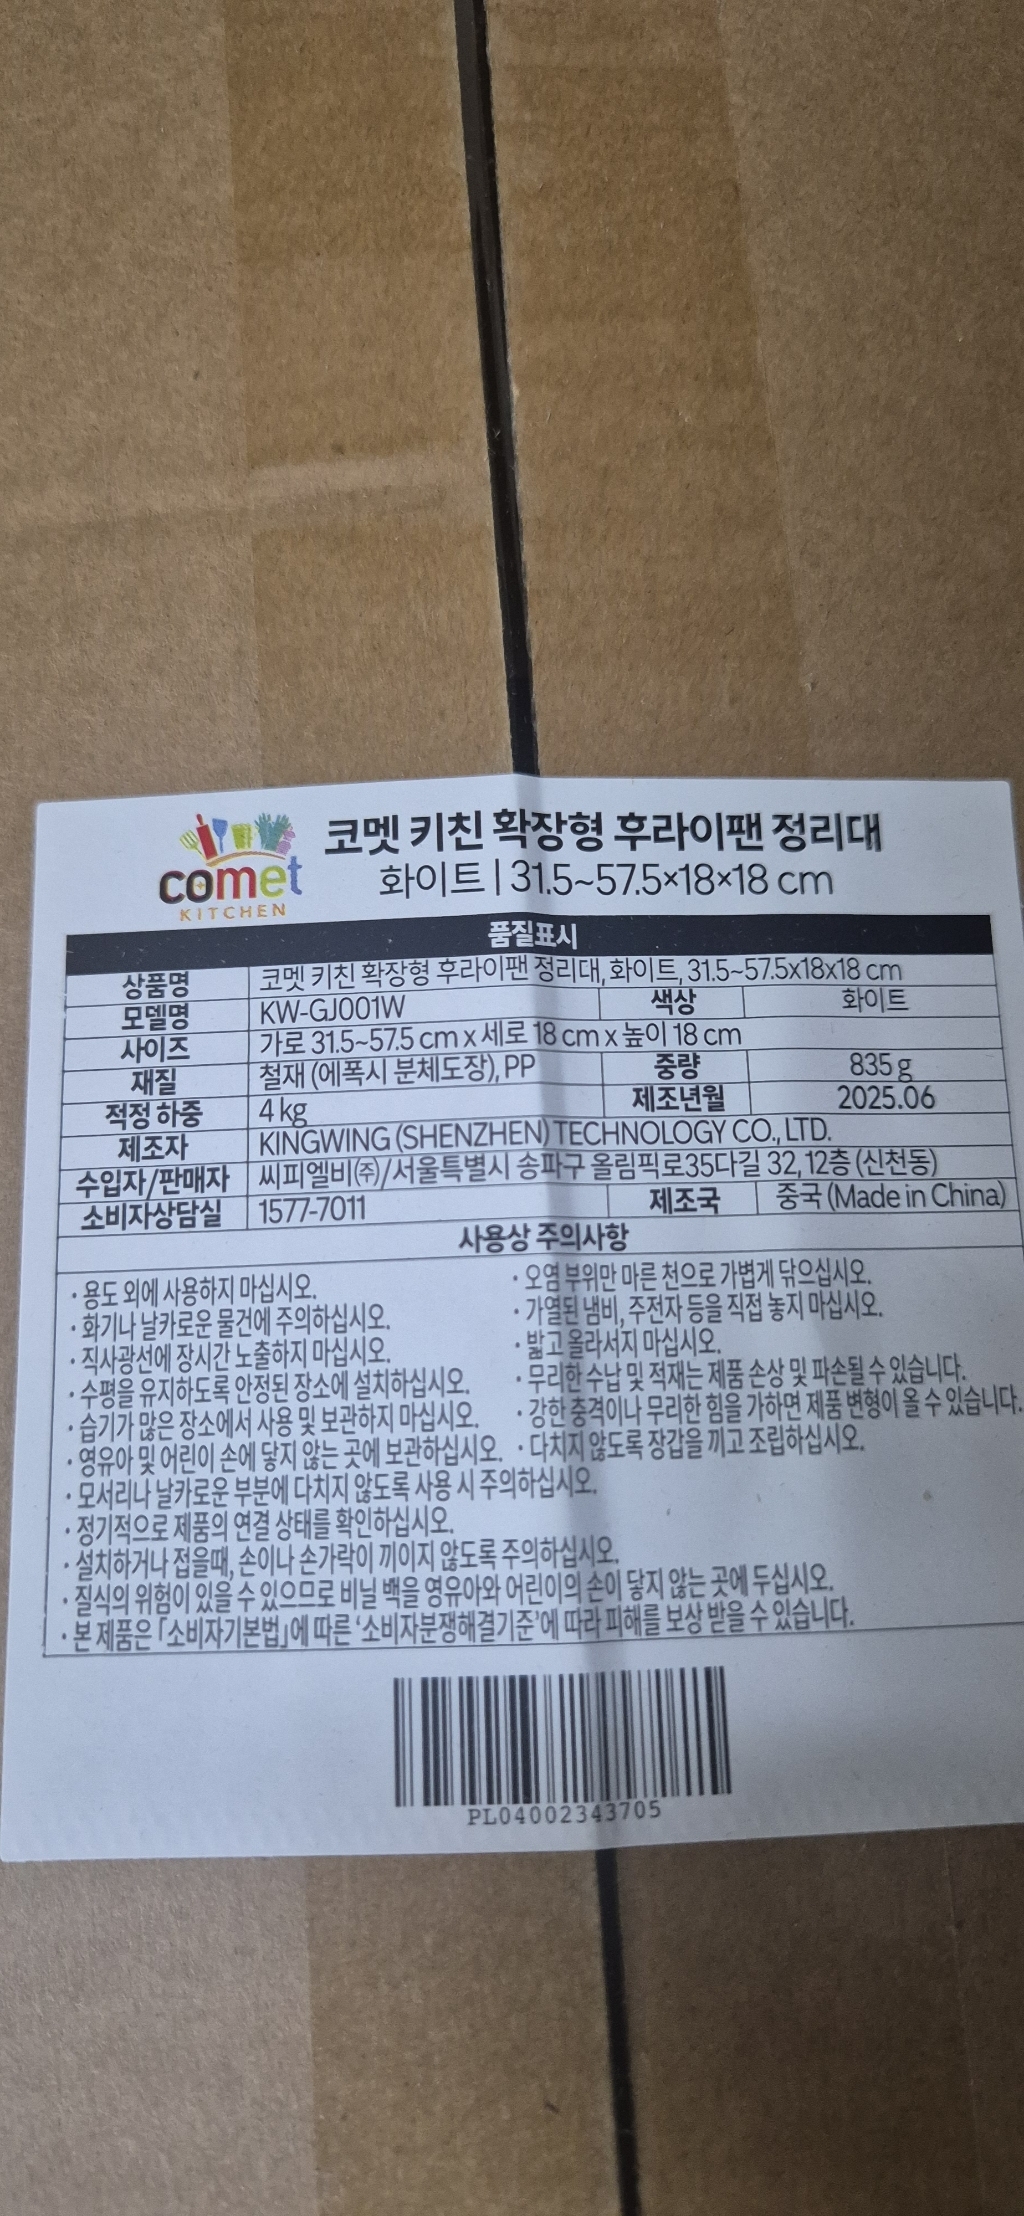 comet
KITCHEN
코멧 키친 확장형 후라이팬 정리대
화이트 | 31.5~57.5×18×18 cm
품질표시
상품명 코멧 키친 확장형 후라이팬 정리대, 화이트, 31.5~57.5x18x18 cm
모델명 KW-GJ001W 색상 화이트
사이즈 가로 31.5~57.5 cm x 세로 18 cm x 높이 18 cm
재질 철재 (에폭시 분체도장), PP 중량 835 g
적정 하중 4 kg 제조년월 2025.06
제조자 KINGWING (SHENZHEN) TECHNOLOGY CO., LTD.
수입자/판매자 씨피엘비㈜/서울특별시 송파구 올림픽로35다길 32, 12층 (신천동)
소비자상담실 1577-7011 제조국 중국 (Made in China)
사용상 주의사항
· 용도 외에 사용하지 마십시오.
· 화기나 날카로운 물건에 주의하십시오.
· 직사광선에 장시간 노출하지 마십시오.
· 수평을 유지하도록 안정된 장소에 설치하십시오.
· 습기가 많은 장소에서 사용 및 보관하지 마십시오.
· 영유아 및 어린이 손에 닿지 않는 곳에 보관하십시오.
· 모서리나 날카로운 부분에 다치지 않도록 사용 시 주의하십시오.
· 정기적으로 제품의 연결 상태를 확인하십시오.
· 설치하거나 접을때, 손이나 손가락이 끼이지 않도록 주의하십시오.
· 질식의 위험이 있을 수 있으므로 비닐 백을 영유아와 어린이의 손이 닿지 않는 곳에 두십시오.
· 본 제품은 「소비자기본법」에 따른 '소비자분쟁해결기준'에 따라 피해를 보상 받을 수 있습니다.
· 오염 부위만 마른 천으로 가볍게 닦으십시오.
· 가열된 냄비, 주전자 등을 직접 놓지 마십시오.
· 밟고 올라서지 마십시오.
· 무리한 수납 및 적재는 제품 손상 및 파손될 수 있습니다.
· 강한 충격이나 무리한 힘을 가하면 제품 변형이 올 수 있습니다.
· 다치지 않도록 장갑을 끼고 조립하십시오.
PL04002343705